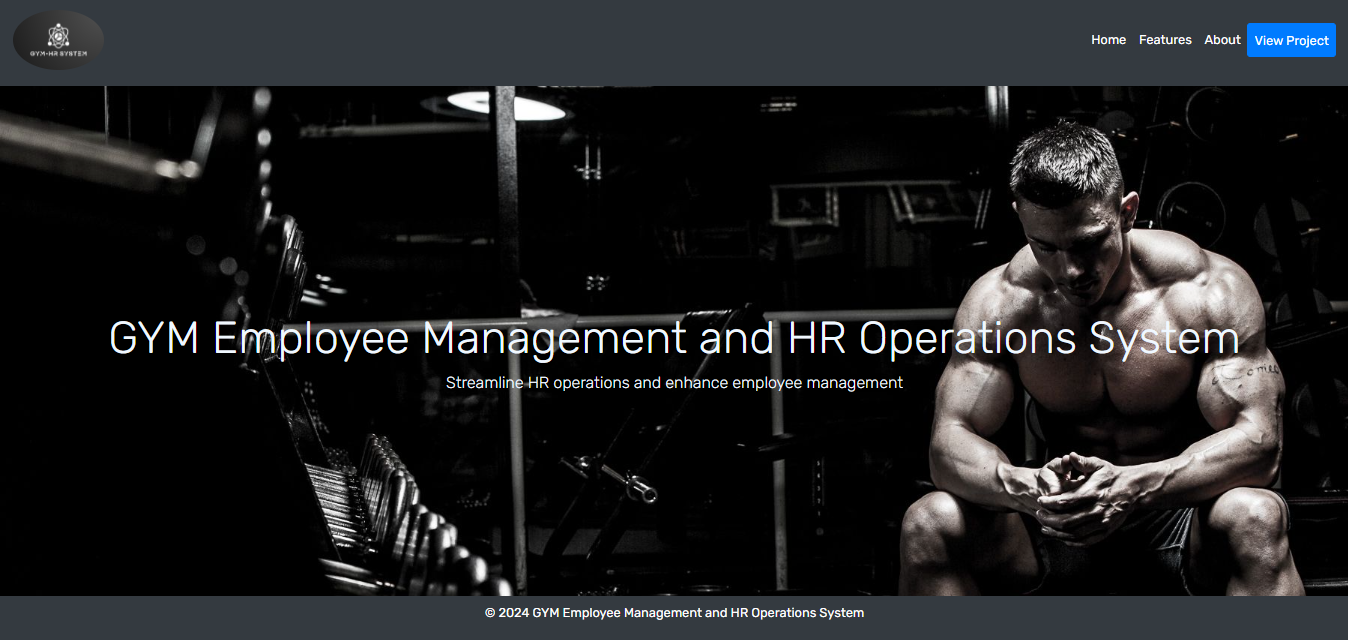 GYM-HR SYSTEM
Home Features About View Project
GYM Employee Management and HR Operations System
Streamline HR operations and enhance employee management
© 2024 GYM Employee Management and HR Operations System